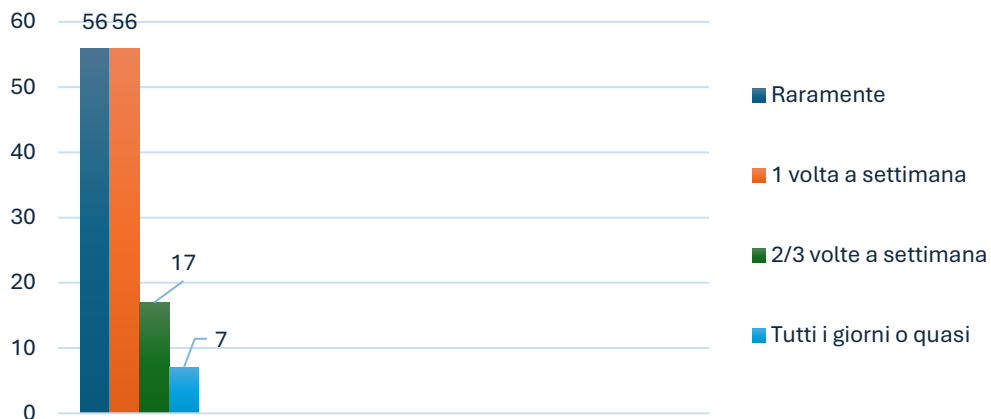 60
56 56
50
40
30
20
10
0
17
7
Raramente
1 volta a settimana
2/3 volte a settimana
Tutti i giorni o quasi